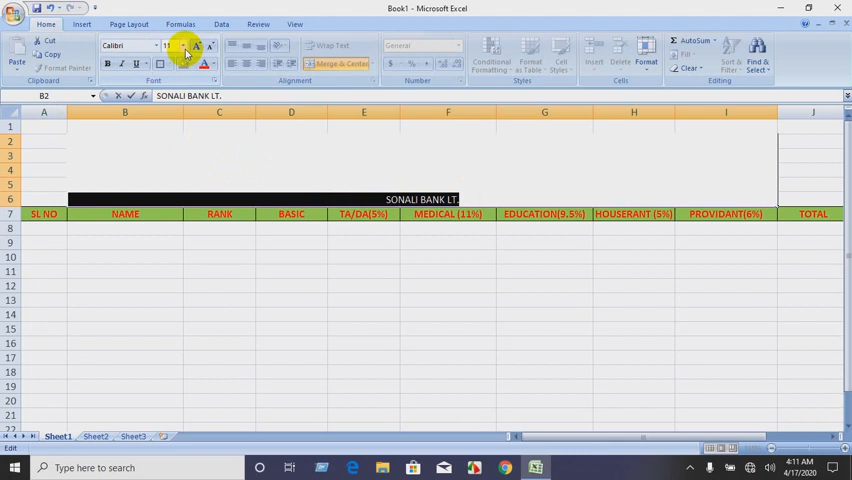 Book1 - Microsoft Excel
Home Insert Page Layout Formulas Data Review View
Cut
Copy
Format Painter
Paste
Calibri 11
B I U
Wrap Text
Merge & Center
General
$ % ,
Conditional Formatting
Format as Table
Cell Styles
AutoSum
Fill
Clear
Sort & Filter
Find & Select
Clipboard Font Alignment Number Styles Editing
B2 SONALI BANK LT.
A B C D E F G H I J
1
2
3
4
5
6 SONALI BANK LT.
7 SL NO NAME RANK BASIC TA/DA(5%) MEDICAL (11%) EDUCATION(9.5%) HOUSERANT (5%) PROVIDANT(6%) TOTAL
8
9
10
11
12
13
14
15
16
17
18
19
20
21
22
Sheet1 Sheet2 Sheet3
Edit 100%
Type here to search
4:11 AM
4/17/2020